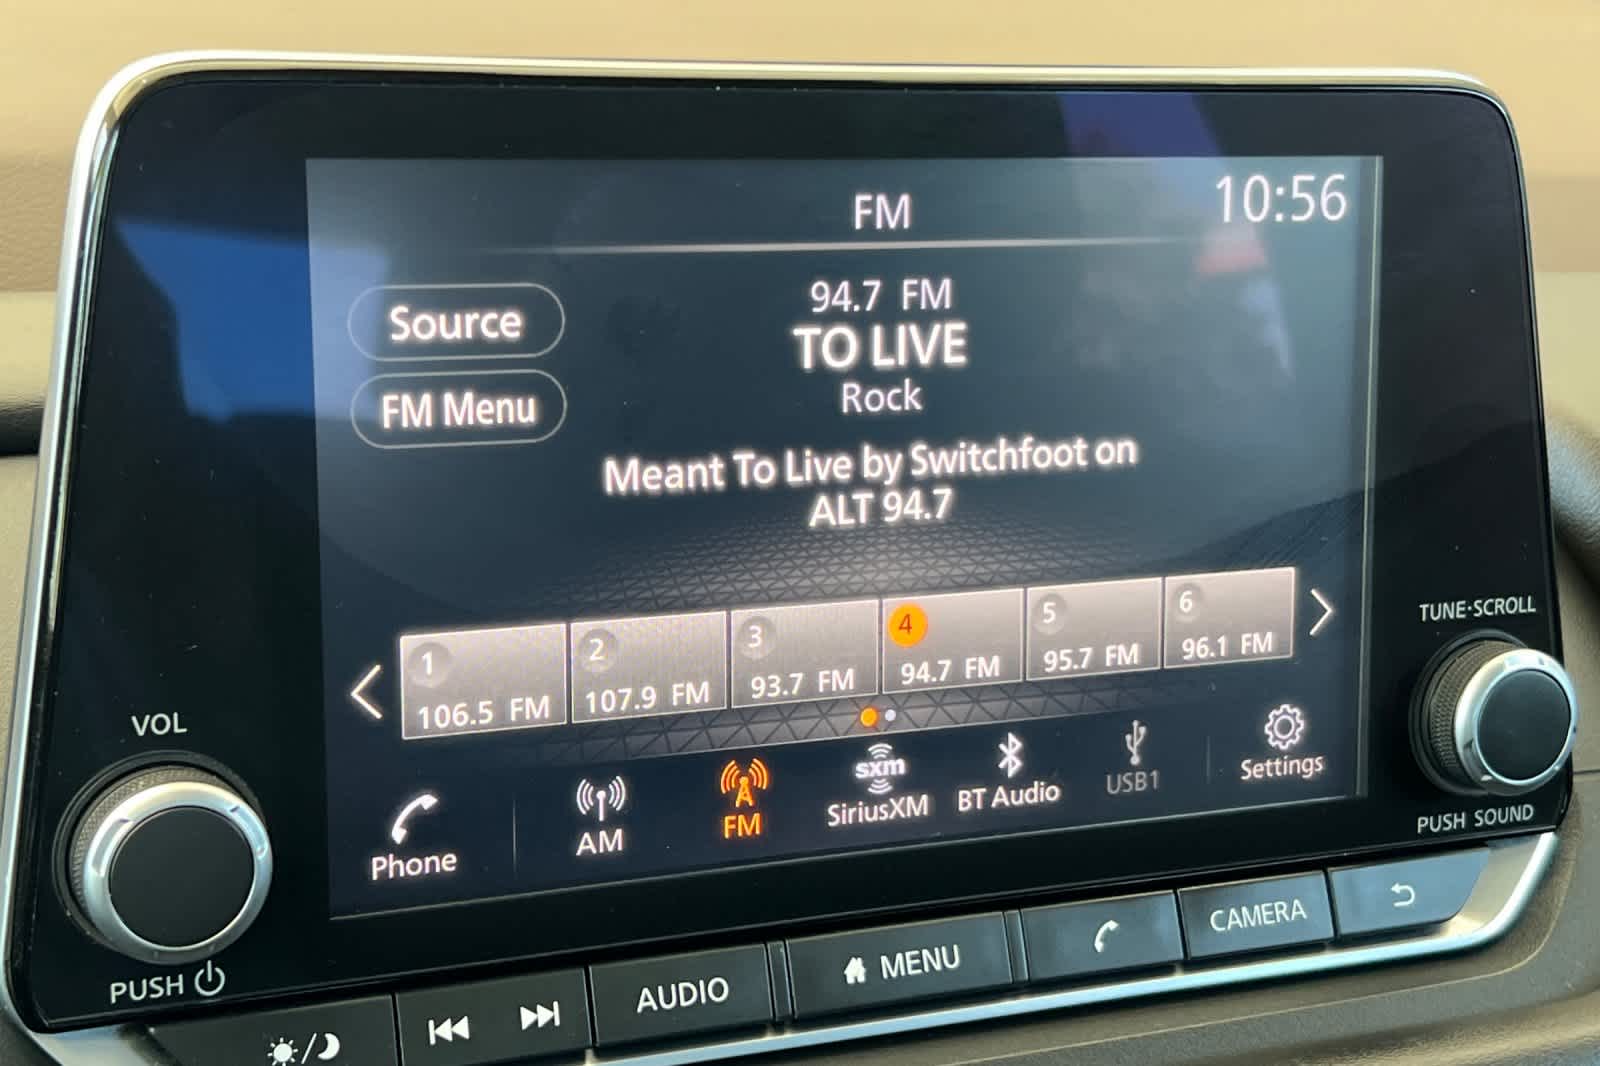 FM
10:56
Source
FM Menu
94.7 FM
TO LIVE
Rock
Meant To Live by Switchfoot on
ALT 94.7
1
106.5 FM
2
107.9 FM
3
93.7 FM
4
94.7 FM
5
95.7 FM
6
96.1 FM
Phone
AM
FM
sxm
SiriusXM
BT Audio
USB1
Settings
VOL
PUSH
TUNE·SCROLL
PUSH SOUND
AUDIO
MENU
CAMERA